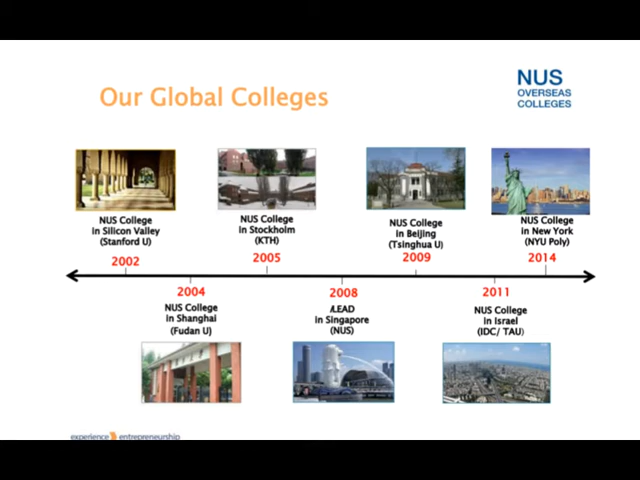 Our Global Colleges
NUS
OVERSEAS
COLLEGES
NUS College
in Silicon Valley
(Stanford U)
2002
NUS College
in Stockholm
(KTH)
2005
NUS College
in Beijing
(Tsinghua U)
2009
NUS College
in New York
(NYU Poly)
2014
2004
NUS College
in Shanghai
(Fudan U)
2008
iLEAD
in Singapore
(NUS)
2011
NUS College
in Israel
(IDC/ TAU)
experience entrepreneurship